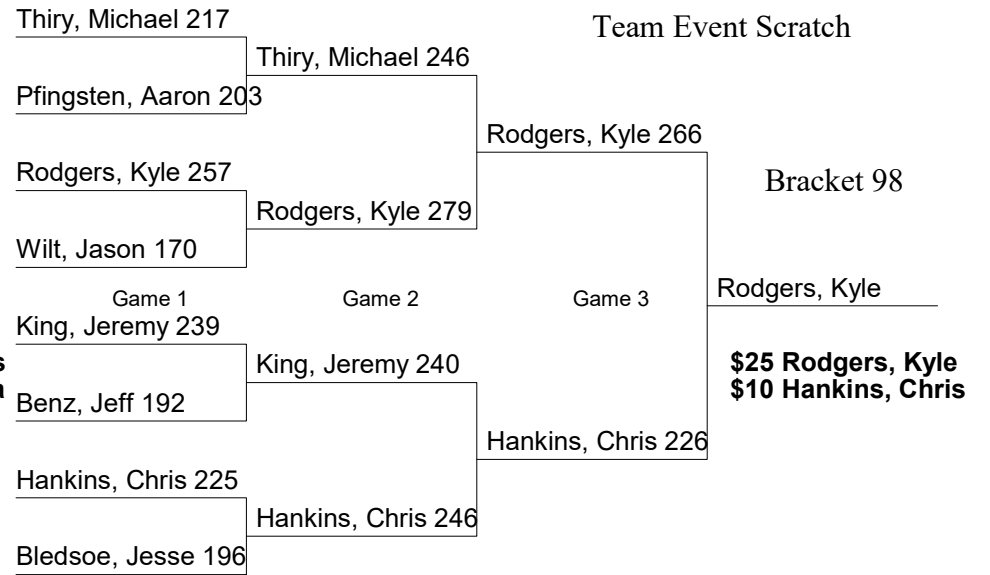 Team Event Scratch
Bracket 98
Thiry, Michael 217
Pfingsten, Aaron 203
Rodgers, Kyle 257
Wilt, Jason 170
Game 1
King, Jeremy 239
Benz, Jeff 192
Hankins, Chris 225
Bledsoe, Jesse 196
Thiry, Michael 246
Rodgers, Kyle 279
Game 2
King, Jeremy 240
Hankins, Chris 246
Rodgers, Kyle 266
Game 3
Hankins, Chris 226
Rodgers, Kyle
$25 Rodgers, Kyle
$10 Hankins, Chris
s
a